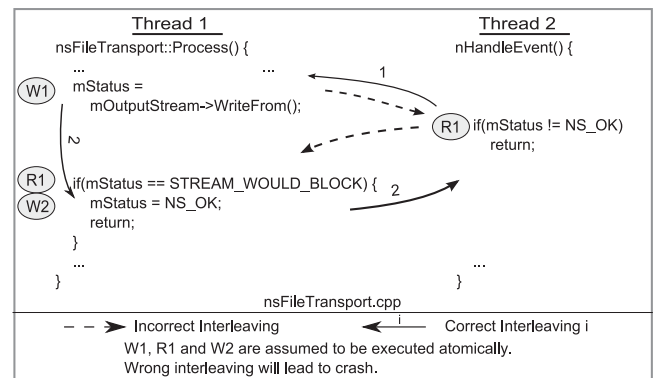 Thread 1 Thread 2
nsFileTransport::Process() { nHandleEvent() {
... ... 1
W1 mStatus =
mOutputStream->WriteFrom();
R1 if(mStatus != NS_OK)
return;
2
R1 if(mStatus == STREAM_WOULD_BLOCK) {
W2 mStatus = NS_OK; 2
return;
}
... ...
} }
nsFileTransport.cpp
Incorrect Interleaving i Correct Interleaving i
W1, R1 and W2 are assumed to be executed atomically.
Wrong interleaving will lead to crash.